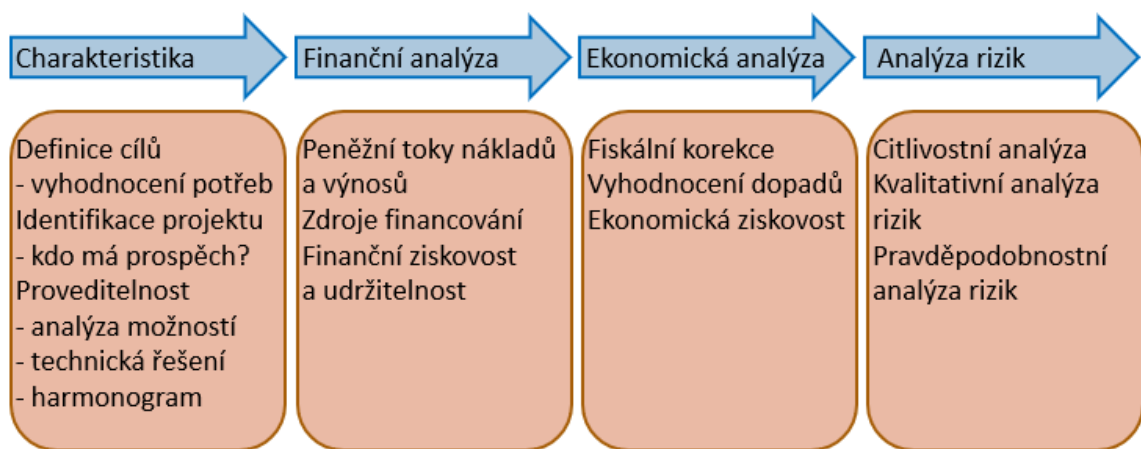 Charakteristika
Finanční analýza
Ekonomická analýza
Analýza rizik
Definice cílů
- vyhodnocení potřeb
Identifikace projektu
- kdo má prospěch?
Proveditelnost
- analýza možností
- technická řešení
- harmonogram
Peněžní toky nákladů
a výnosů
Zdroje financování
Finanční ziskovost
a udržitelnost
Fiskální korekce
Vyhodnocení dopadů
Ekonomická ziskovost
Citlivostní analýza
Kvalitativní analýza
rizik
Pravděpodobnostní
analýza rizik